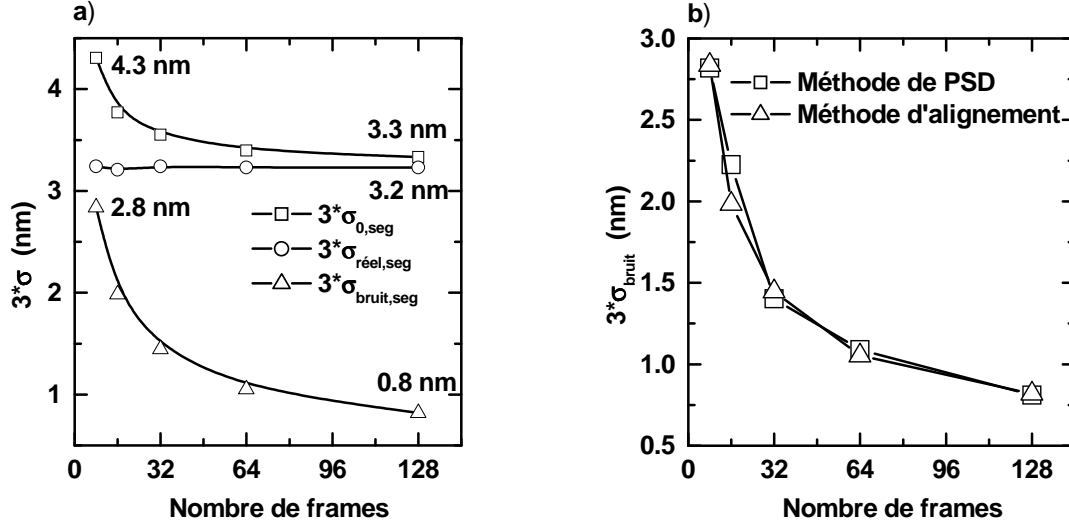 a)
4
3
2
1
3*σ (nm)
4.3 nm
3.3 nm
3.2 nm
2.8 nm
3*σ0,seg
3*σréel,seg
3*σbruit,seg
0.8 nm
0 32 64 96 128
Nombre de frames
b)
3.0
2.5
2.0
1.5
1.0
0.5
3*σbruit (nm)
Méthode de PSD
Méthode d'alignement
0 32 64 96 128
Nombre de frames